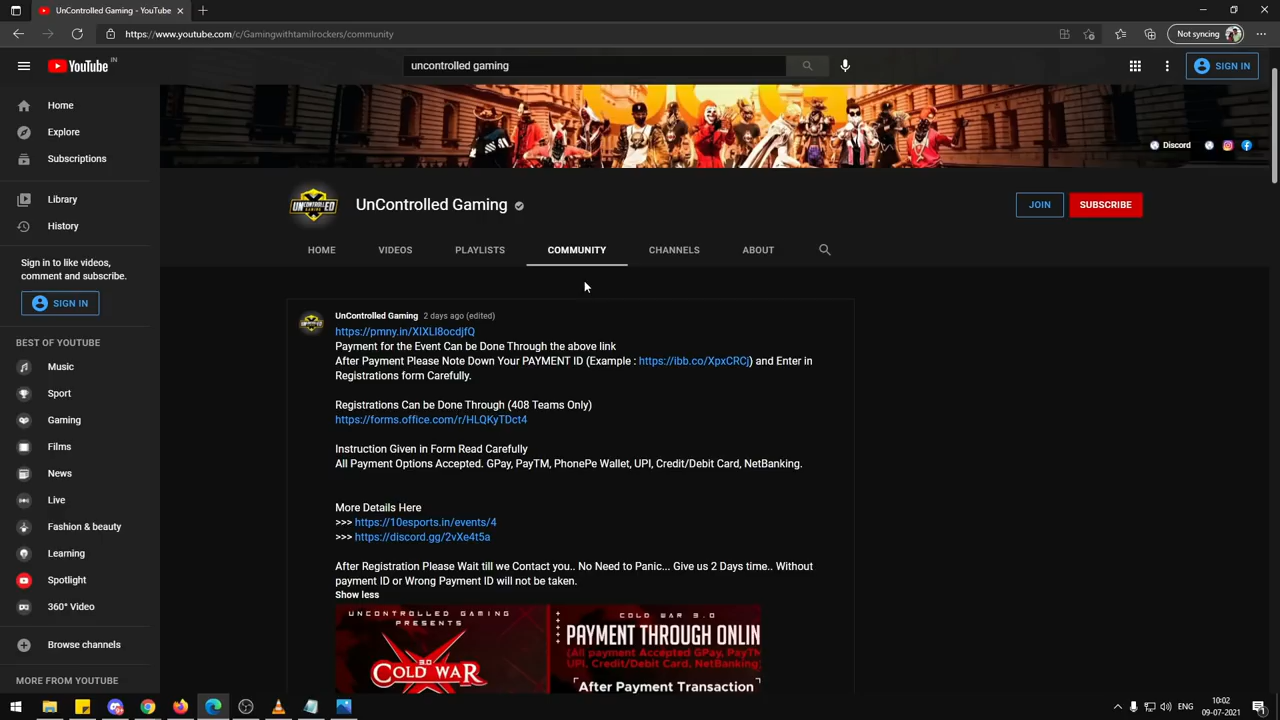 UnControlled Gaming - YouTube
https://www.youtube.com/c/Gamingwithtamilrockers/community
Not syncing
YouTube IN
uncontrolled gaming
SIGN IN
Home
Explore
Subscriptions
Library
History
Sign in to like videos,
comment and subscribe.
SIGN IN
BEST OF YOUTUBE
Music
Sport
Gaming
Films
News
Live
Fashion & beauty
Learning
Spotlight
360° Video
Browse channels
MORE FROM YOUTUBE
Discord
UNCONTROLLED
UnControlled Gaming
JOIN
SUBSCRIBE
HOME
VIDEOS
PLAYLISTS
COMMUNITY
CHANNELS
ABOUT
UnControlled Gaming 2 days ago (edited)
https://pmny.in/XIXLI8ocdjfQ
Payment for the Event Can be Done Through the above link
After Payment Please Note Down Your PAYMENT ID (Example : https://ibb.co/XpxCRCj) and Enter in
Registrations form Carefully.
Registrations Can be Done Through (408 Teams Only)
https://forms.office.com/r/HLQKyTDct4
Instruction Given in Form Read Carefully
All Payment Options Accepted. GPay, PayTM, PhonePe Wallet, UPI, Credit/Debit Card, NetBanking.
More Details Here
>>> https://10esports.in/events/4
>>> https://discord.gg/2vXe4t5a
After Registration Please Wait till we Contact you.. No Need to Panic... Give us 2 Days time.. Without
payment ID or Wrong Payment ID will not be taken.
Show less
UNCONTROLLED GAMING
PRESENTS
3.0
COLD WAR
COLD WAR 3.0
PAYMENT THROUGH ONLIN
(All payment Accepted GPay, PayTM
UPI, Credit/Debit Card, NetBanking)
After Payment Transaction
ENG
10:02
09-07-2021